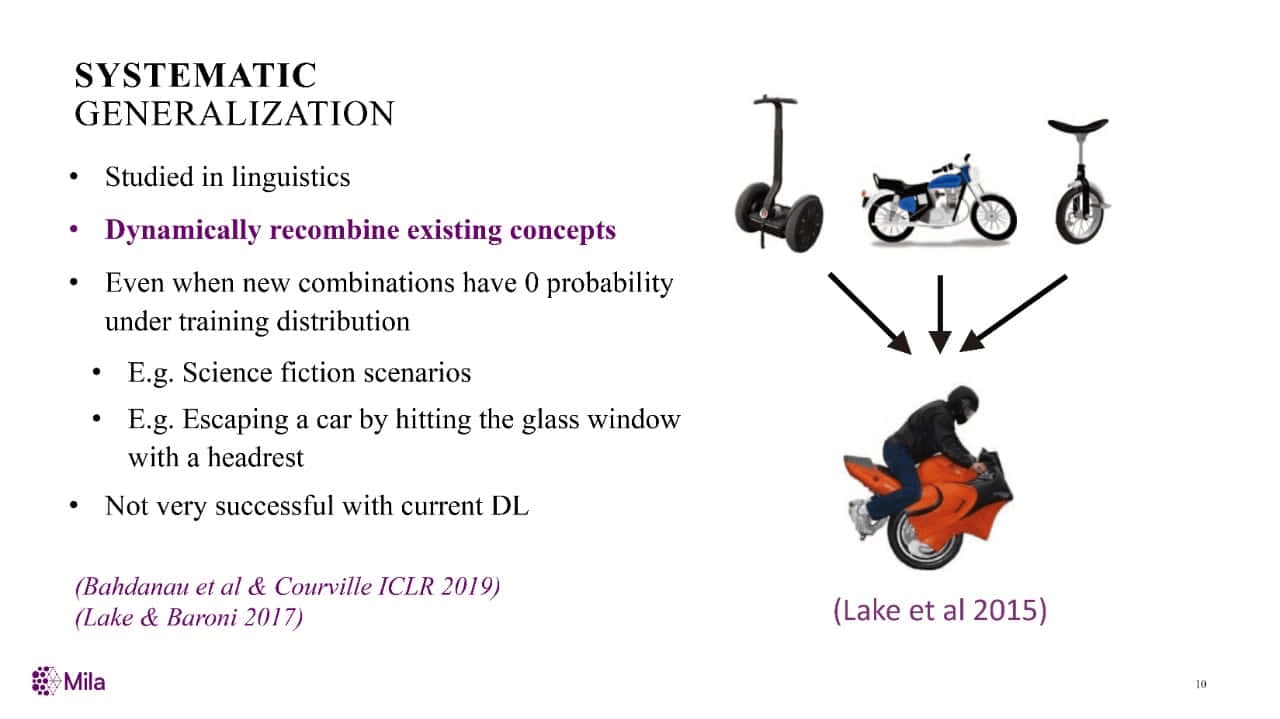 SYSTEMATIC
GENERALIZATION
• Studied in linguistics
• Dynamically recombine existing concepts
• Even when new combinations have 0 probability
under training distribution
• E.g. Science fiction scenarios
• E.g. Escaping a car by hitting the glass window
with a headrest
• Not very successful with current DL
(Bahdanau et al & Courville ICLR 2019)
(Lake & Baroni 2017)
(Lake et al 2015)
Mila
10